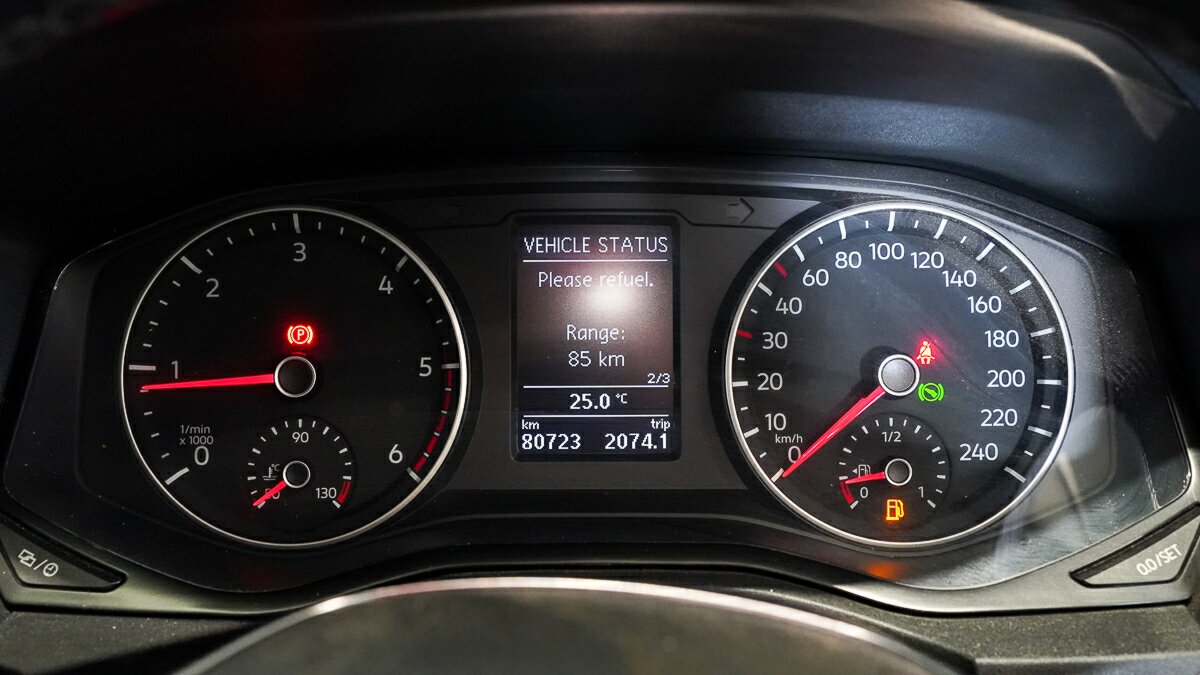 VEHICLE STATUS
Please refuel.
Range:
85 km
2/3
25.0 °C
km trip
80723 2074.1
0 1 2 3 4 5 6
1/min
x 1000
50 90 130
°C
P
0 10 20 30 40 60 80 100 120 140 160 180 200 220 240
km/h
0 1/2 1
0.0/SET